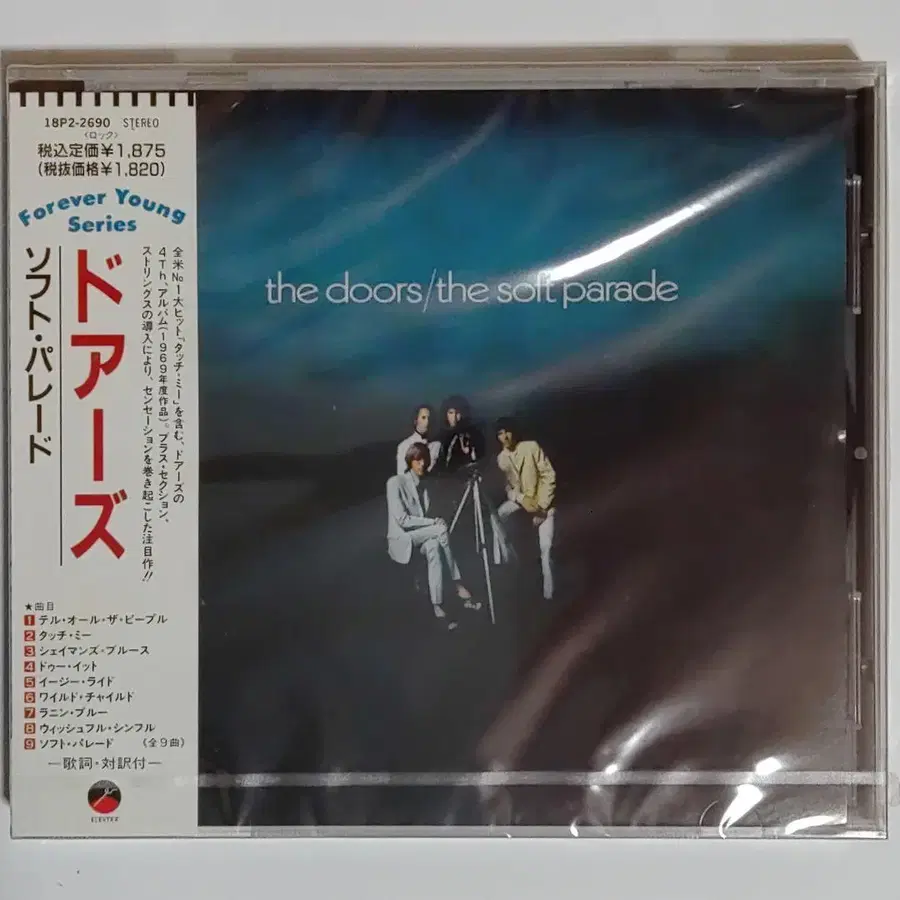 18P2-2690 STEREO
〈ロック〉
税込定価¥1,875
(税抜価格¥1,820)
Forever Young
Series
ドアーズ
ソフト・パレード
全米No1大ヒット「タッチ・ミー」を含む、ドアーズの
4Th.アルバム(1969年度作品)。ブラス・セクション、
ストリングスの導入により、センセーションを巻き起こした注目作!!
★曲目
1 テル・オール・ザ・ピープル
2 タッチ・ミー
3 シェイマンズ・ブルース
4 ドゥー・イット
5 イージー・ライド
6 ワイルド・チャイルド
7 ラニン・ブルー
8 ウィッシュフル・シンフル
9 ソフト・パレード (全9曲)
—歌詞・対訳付—
ELEKTRA
the doors/the soft parade